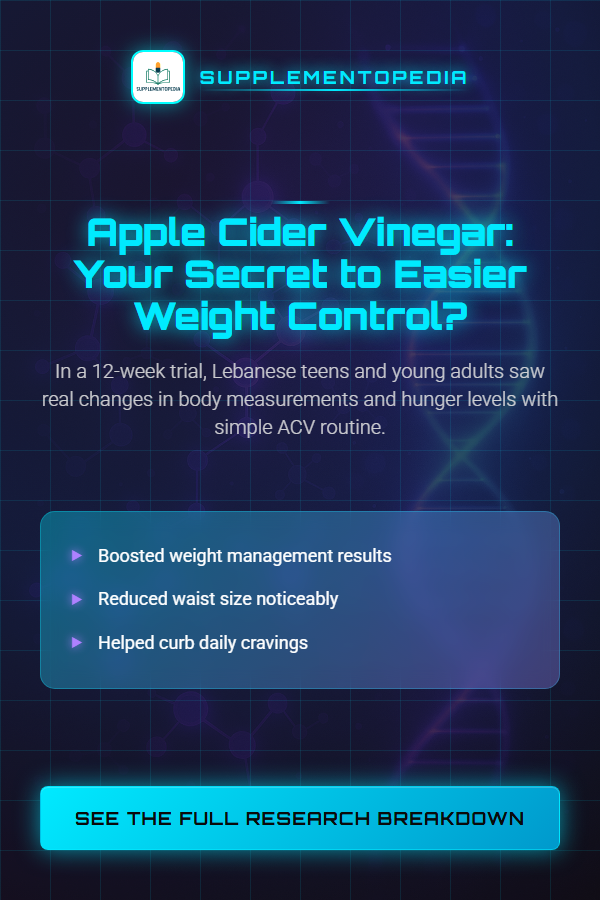 SUPPLEMENTOPEDIA
SUPPLEMENTOPEDIA
Apple Cider Vinegar:
Your Secret to Easier
Weight Control?
In a 12-week trial, Lebanese teens and young adults saw
real changes in body measurements and hunger levels with
simple ACV routine.
Boosted weight management results
Reduced waist size noticeably
Helped curb daily cravings
SEE THE FULL RESEARCH BREAKDOWN